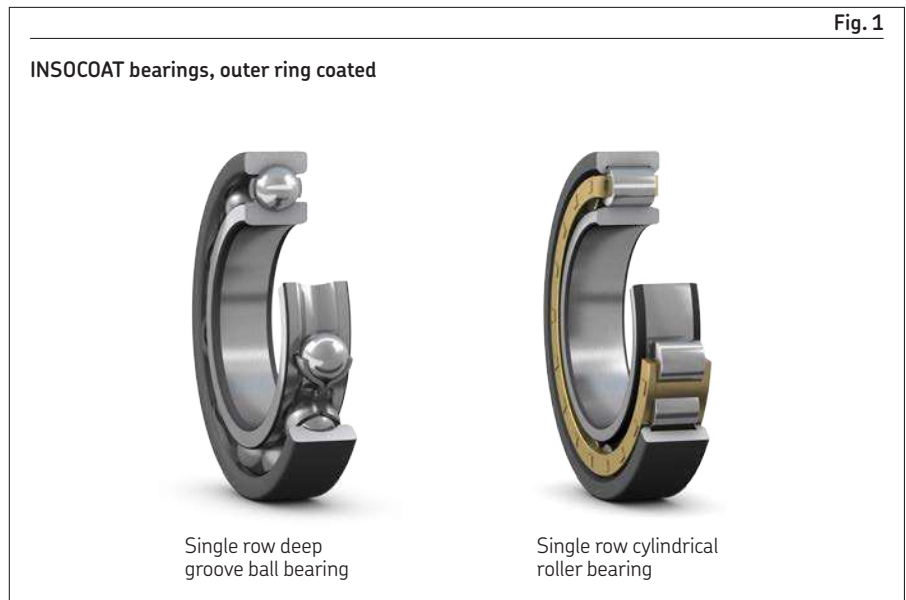 Fig. 1
INSOCOAT bearings, outer ring coated
Single row deep
groove ball bearing
Single row cylindrical
roller bearing